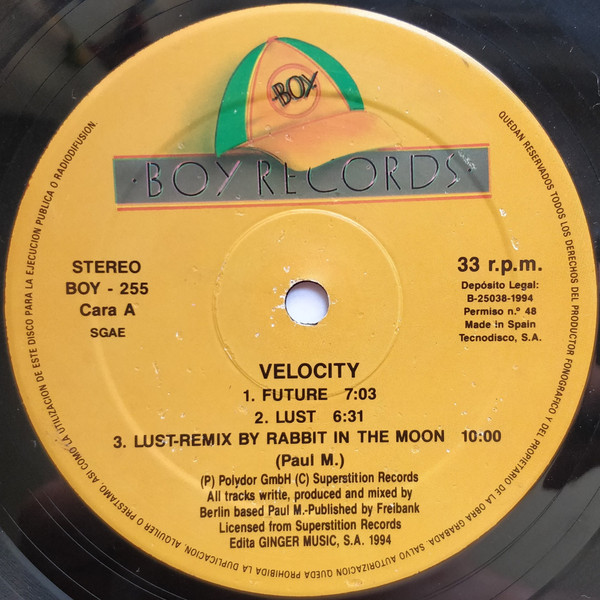 BOY
BOY RECORDS
STEREO
BOY - 255
Cara A
SGAE
33 r.p.m.
Depósito Legal:
B-25038-1994
Permiso n.º 48
Made in Spain
Tecnodisco, S.A.
VELOCITY
1. FUTURE 7:03
2. LUST 6:31
3. LUST-REMIX BY RABBIT IN THE MOON 10:00
(Paul M.)
(P) Polydor GmbH (C) Superstition Records
All tracks writte, produced and mixed by
Berlin based Paul M.-Published by Freibank
Licensed from Superstition Records
Edita GINGER MUSIC, S.A. 1994
QUEDAN RESERVADOS TODOS LOS DERECHOS DEL PRODUCTOR FONOGRAFICO Y DEL PROPIETARIO DE LA OBRA GRABADA. SALVO AUTORIZACION QUEDA PROHIBIDA LA DUPLICACION, ALQUILER O PRESTAMO, ASI COMO LA UTILIZACION DE ESTE DISCO PARA LA EJECUCION PUBLICA O RADIODIFUSION.